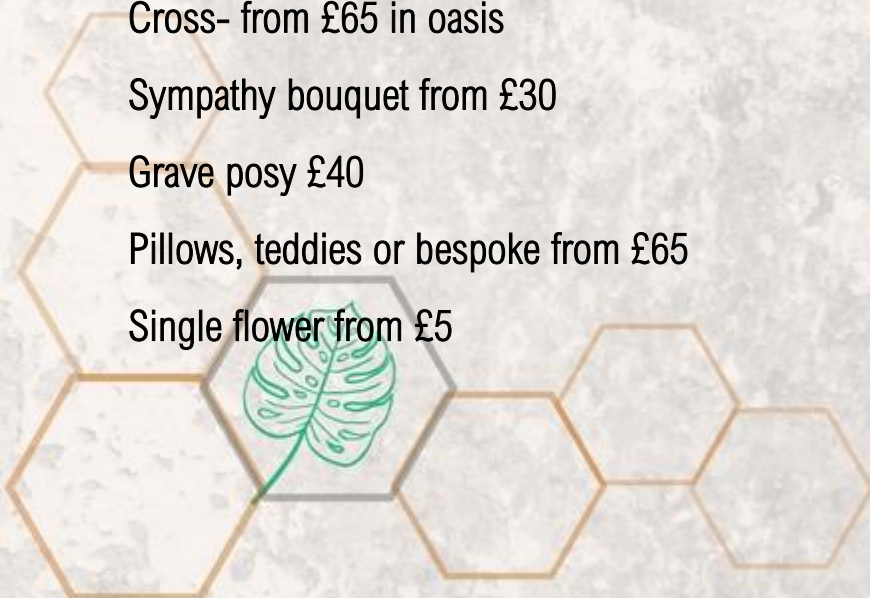 Cross- from £65 in oasis
Sympathy bouquet from £30
Grave posy £40
Pillows, teddies or bespoke from £65
Single flower from £5